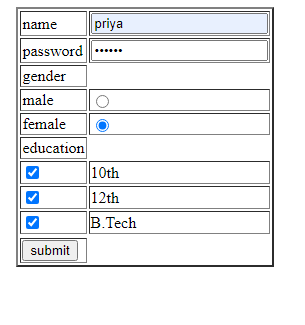 name priya
password ••••••
gender
male
female
education
10th
12th
B.Tech
submit